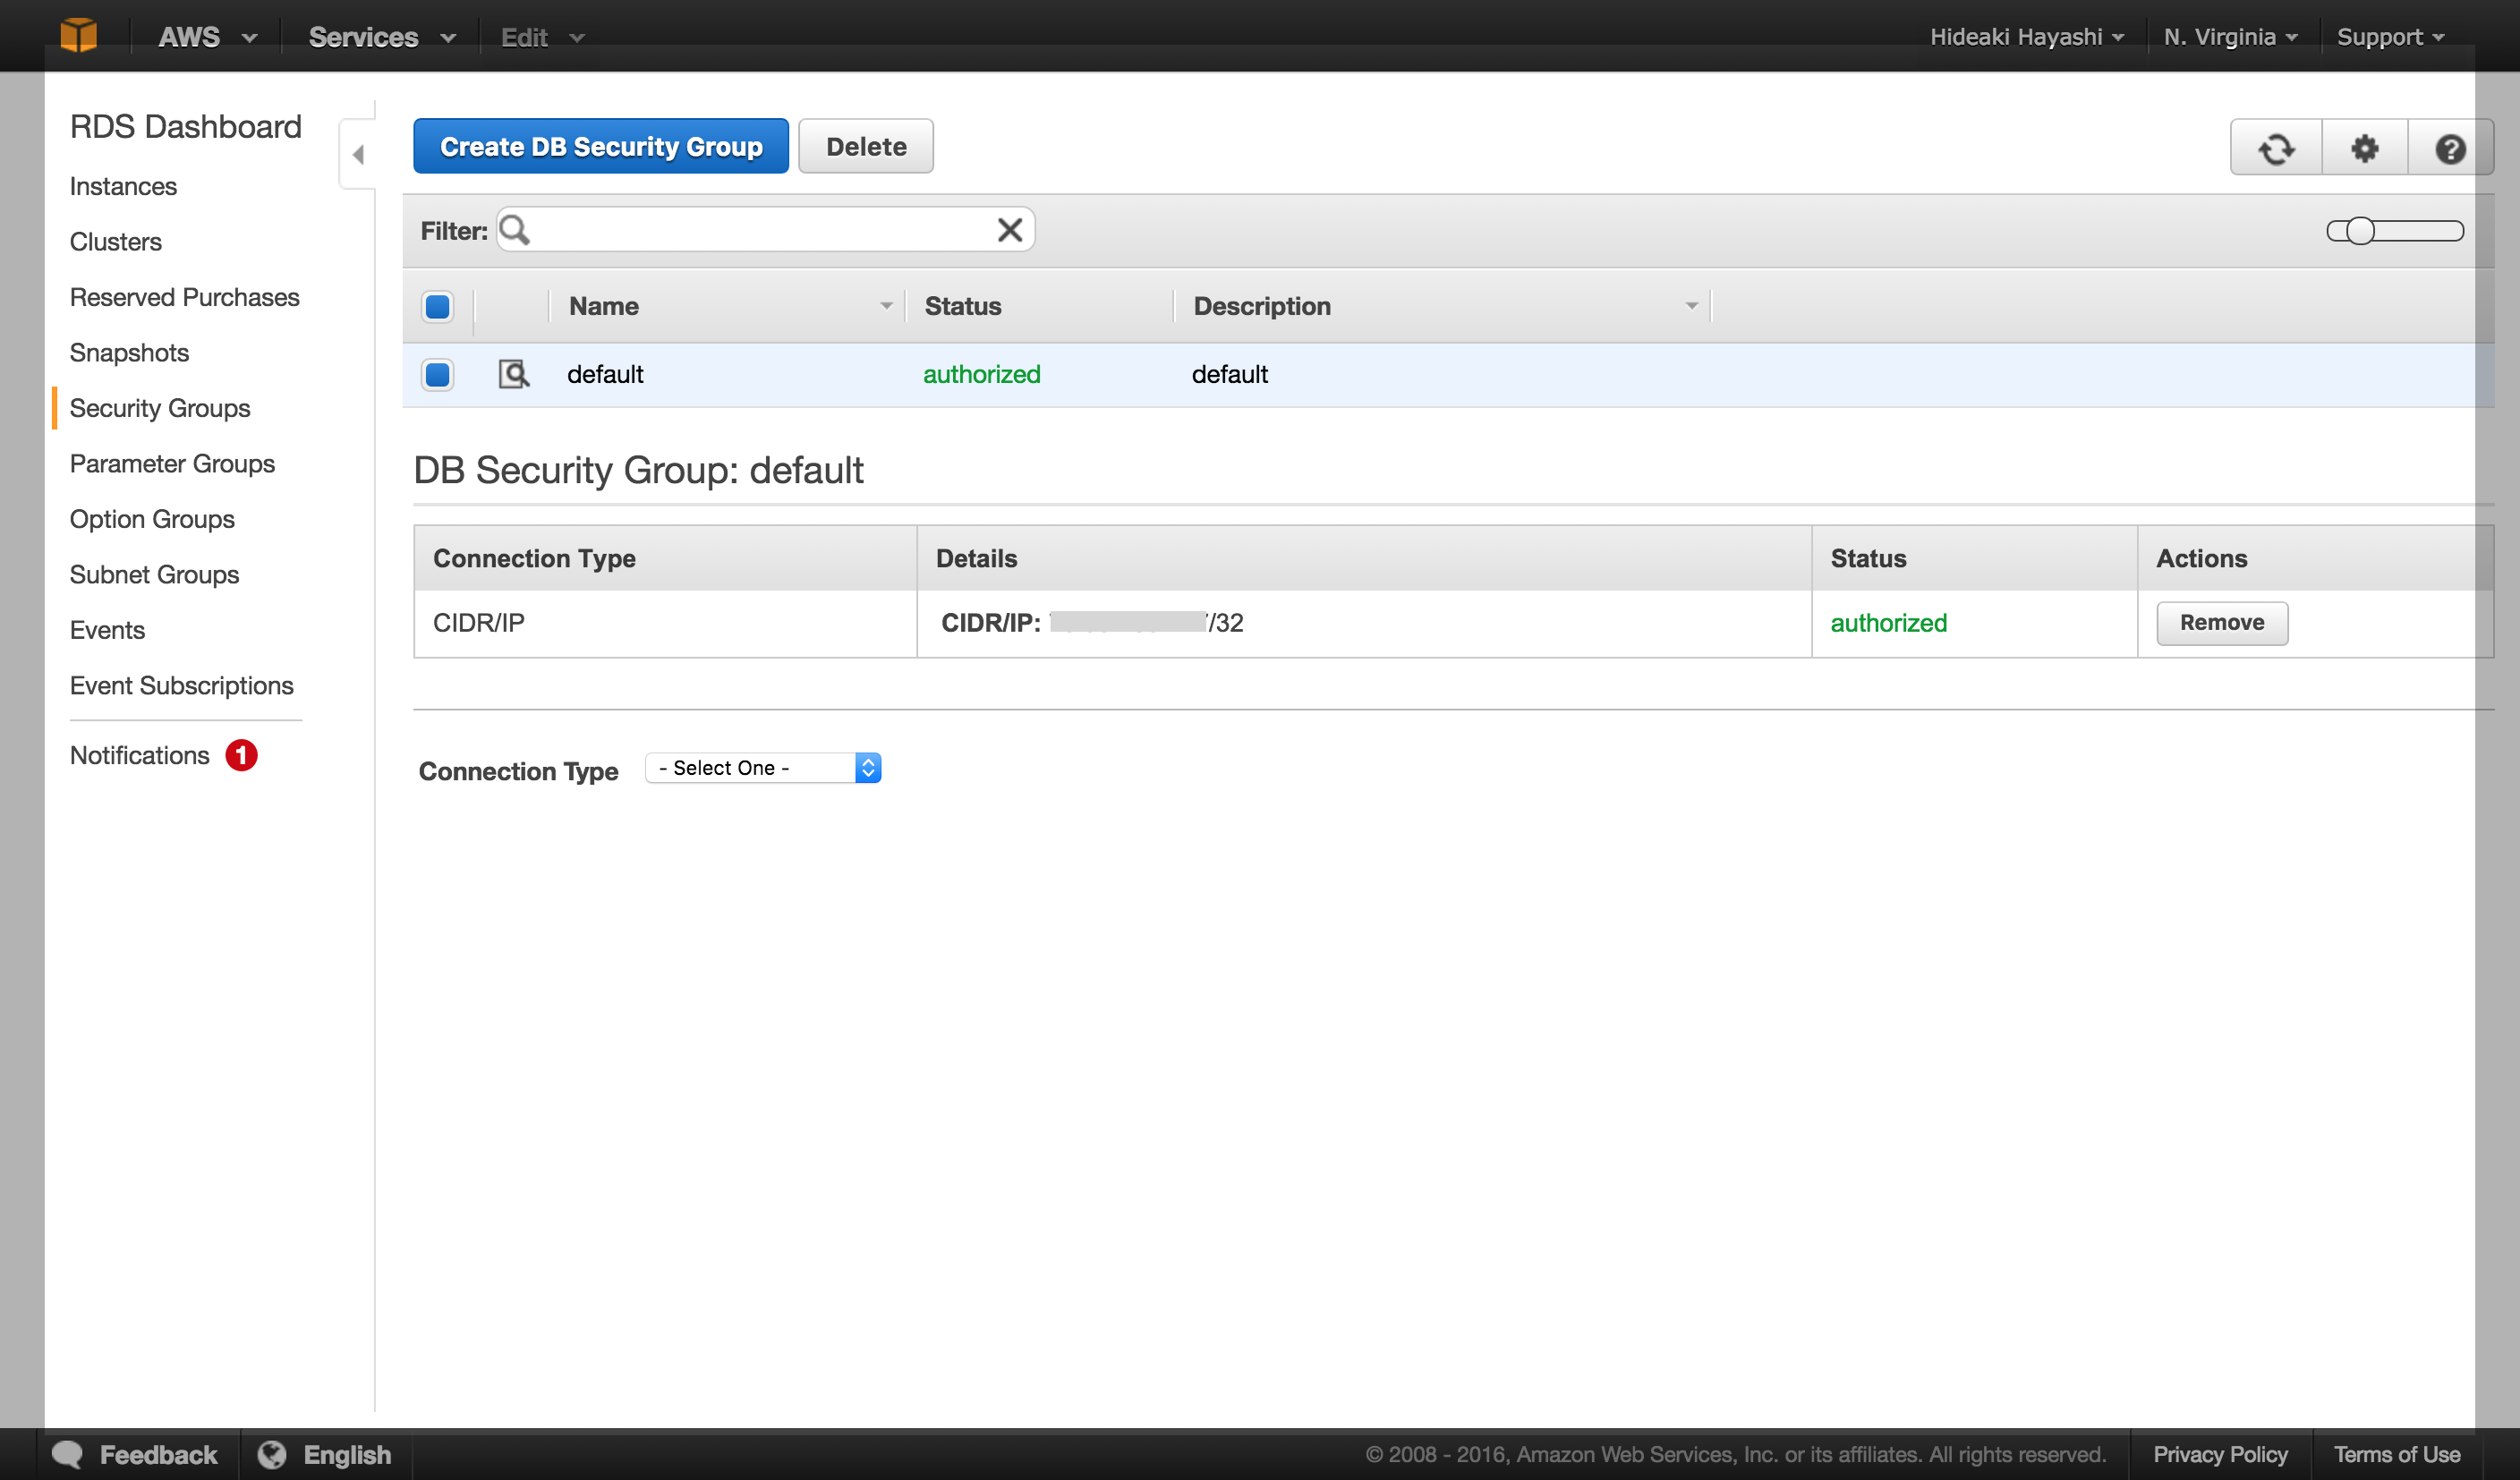 AWS Services Edit Hideaki Hayashi N. Virginia Support
RDS Dashboard
Instances
Clusters
Reserved Purchases
Snapshots
Security Groups
Parameter Groups
Option Groups
Subnet Groups
Events
Event Subscriptions
Notifications 1
Create DB Security Group Delete
Filter:
Name Status Description
default authorized default
DB Security Group: default
Connection Type Details Status Actions
CIDR/IP CIDR/IP: /32 authorized Remove
Connection Type - Select One -
Feedback English © 2008 - 2016, Amazon Web Services, Inc. or its affiliates. All rights reserved. Privacy Policy Terms of Use